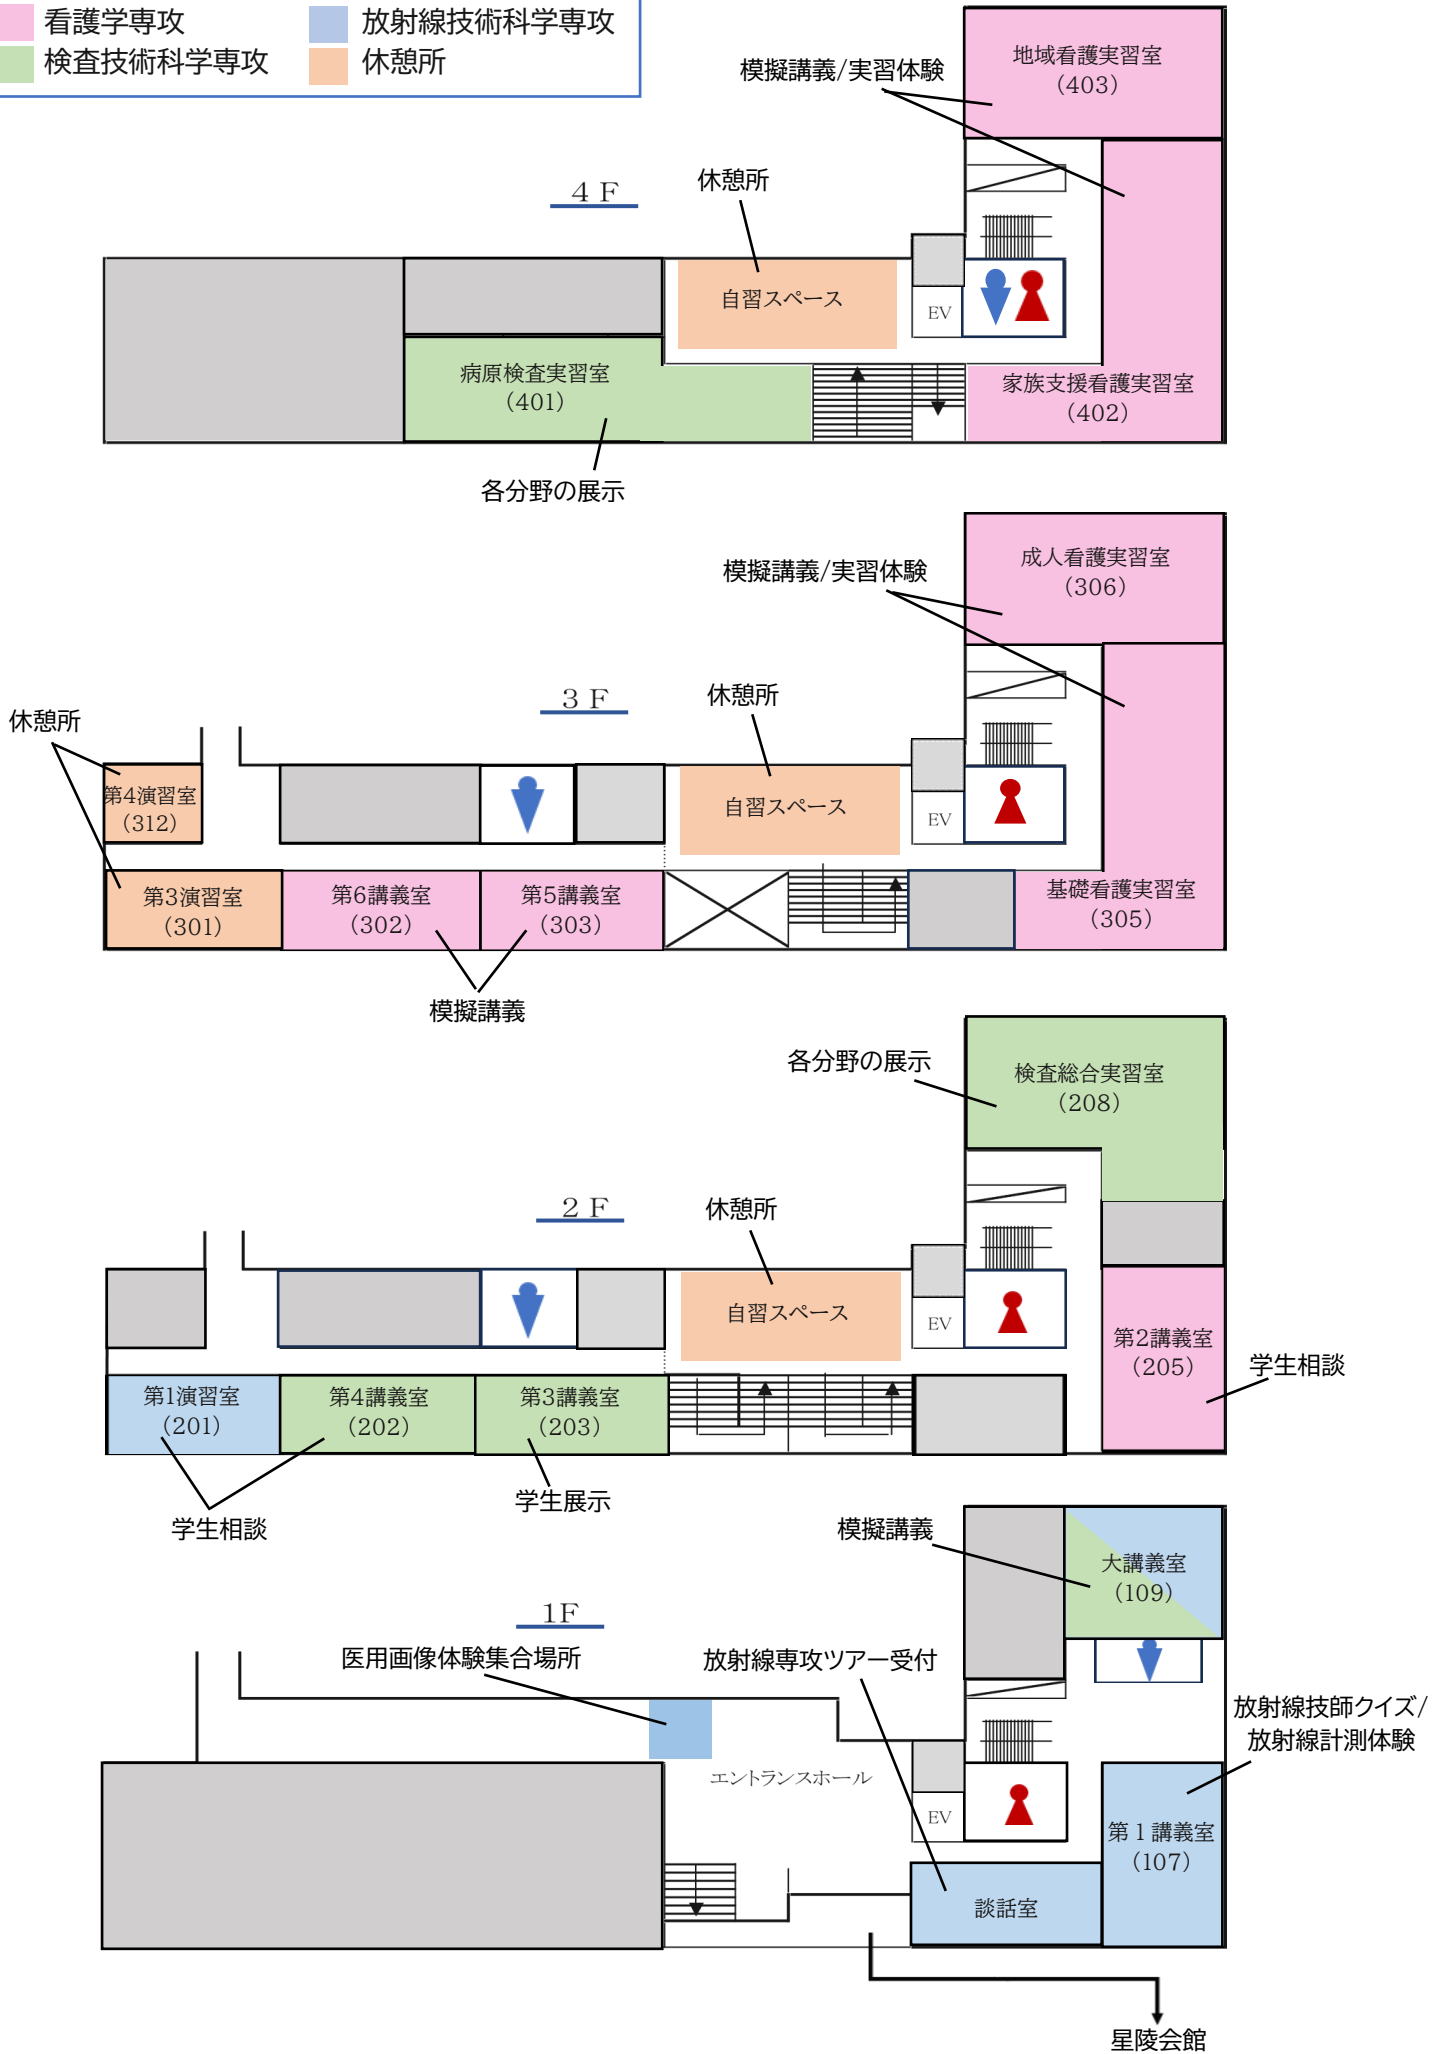 看護学専攻
放射線技術科学専攻
検査技術科学専攻
休憩所
4 F
模擬講義/実習体験
地域看護実習室
(403)
休憩所
自習スペース
EV
病原検査実習室
(401)
家族支援看護実習室
(402)
各分野の展示
3 F
模擬講義/実習体験
成人看護実習室
(306)
休憩所
休憩所
第4演習室
(312)
自習スペース
EV
第3演習室
(301)
第6講義室
(302)
第5講義室
(303)
基礎看護実習室
(305)
模擬講義
2 F
各分野の展示
検査総合実習室
(208)
休憩所
自習スペース
EV
第2講義室
(205)
学生相談
第1演習室
(201)
第4講義室
(202)
第3講義室
(203)
学生相談
学生展示
1F
模擬講義
大講義室
(109)
医用画像体験集合場所
放射線専攻ツアー受付
放射線技師クイズ/
放射線計測体験
エントランスホール
EV
第１講義室
(107)
談話室
星陵会館